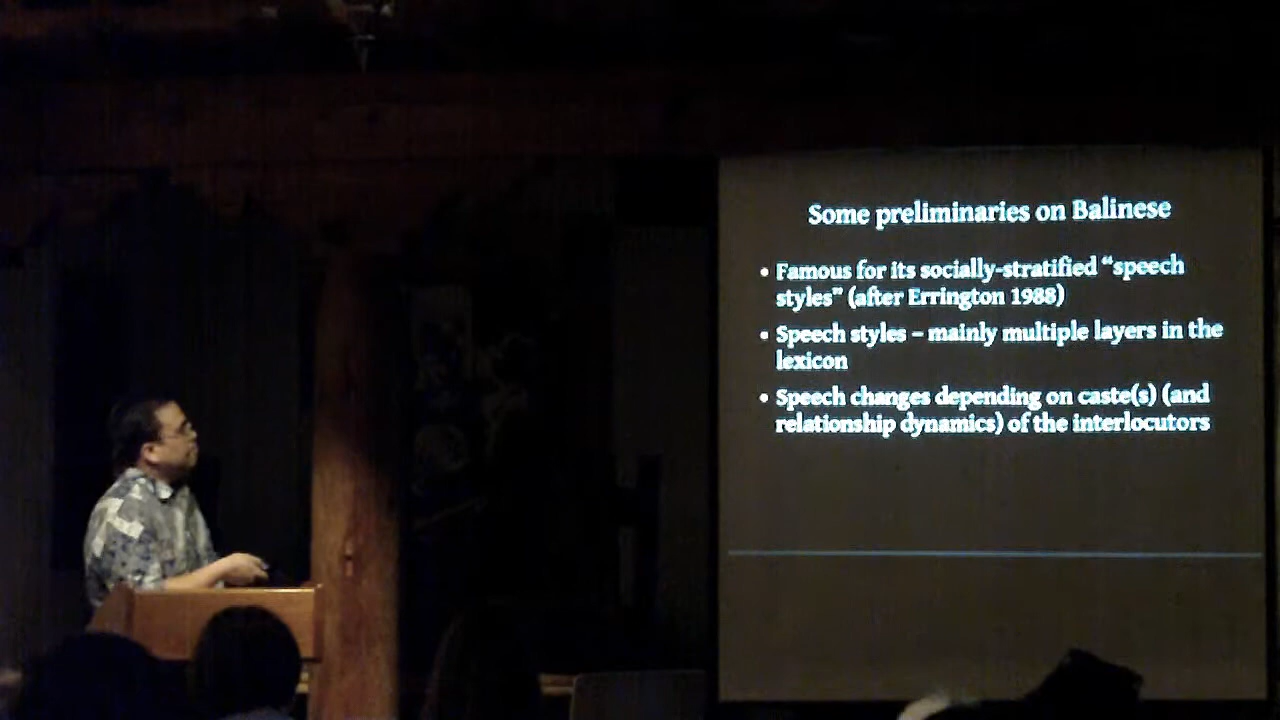 Some preliminaries on Balinese
• Famous for its socially-stratified “speech
styles” (after Errington 1988)
• Speech styles – mainly multiple layers in the
lexicon
• Speech changes depending on caste(s) (and
relationship dynamics) of the interlocutors